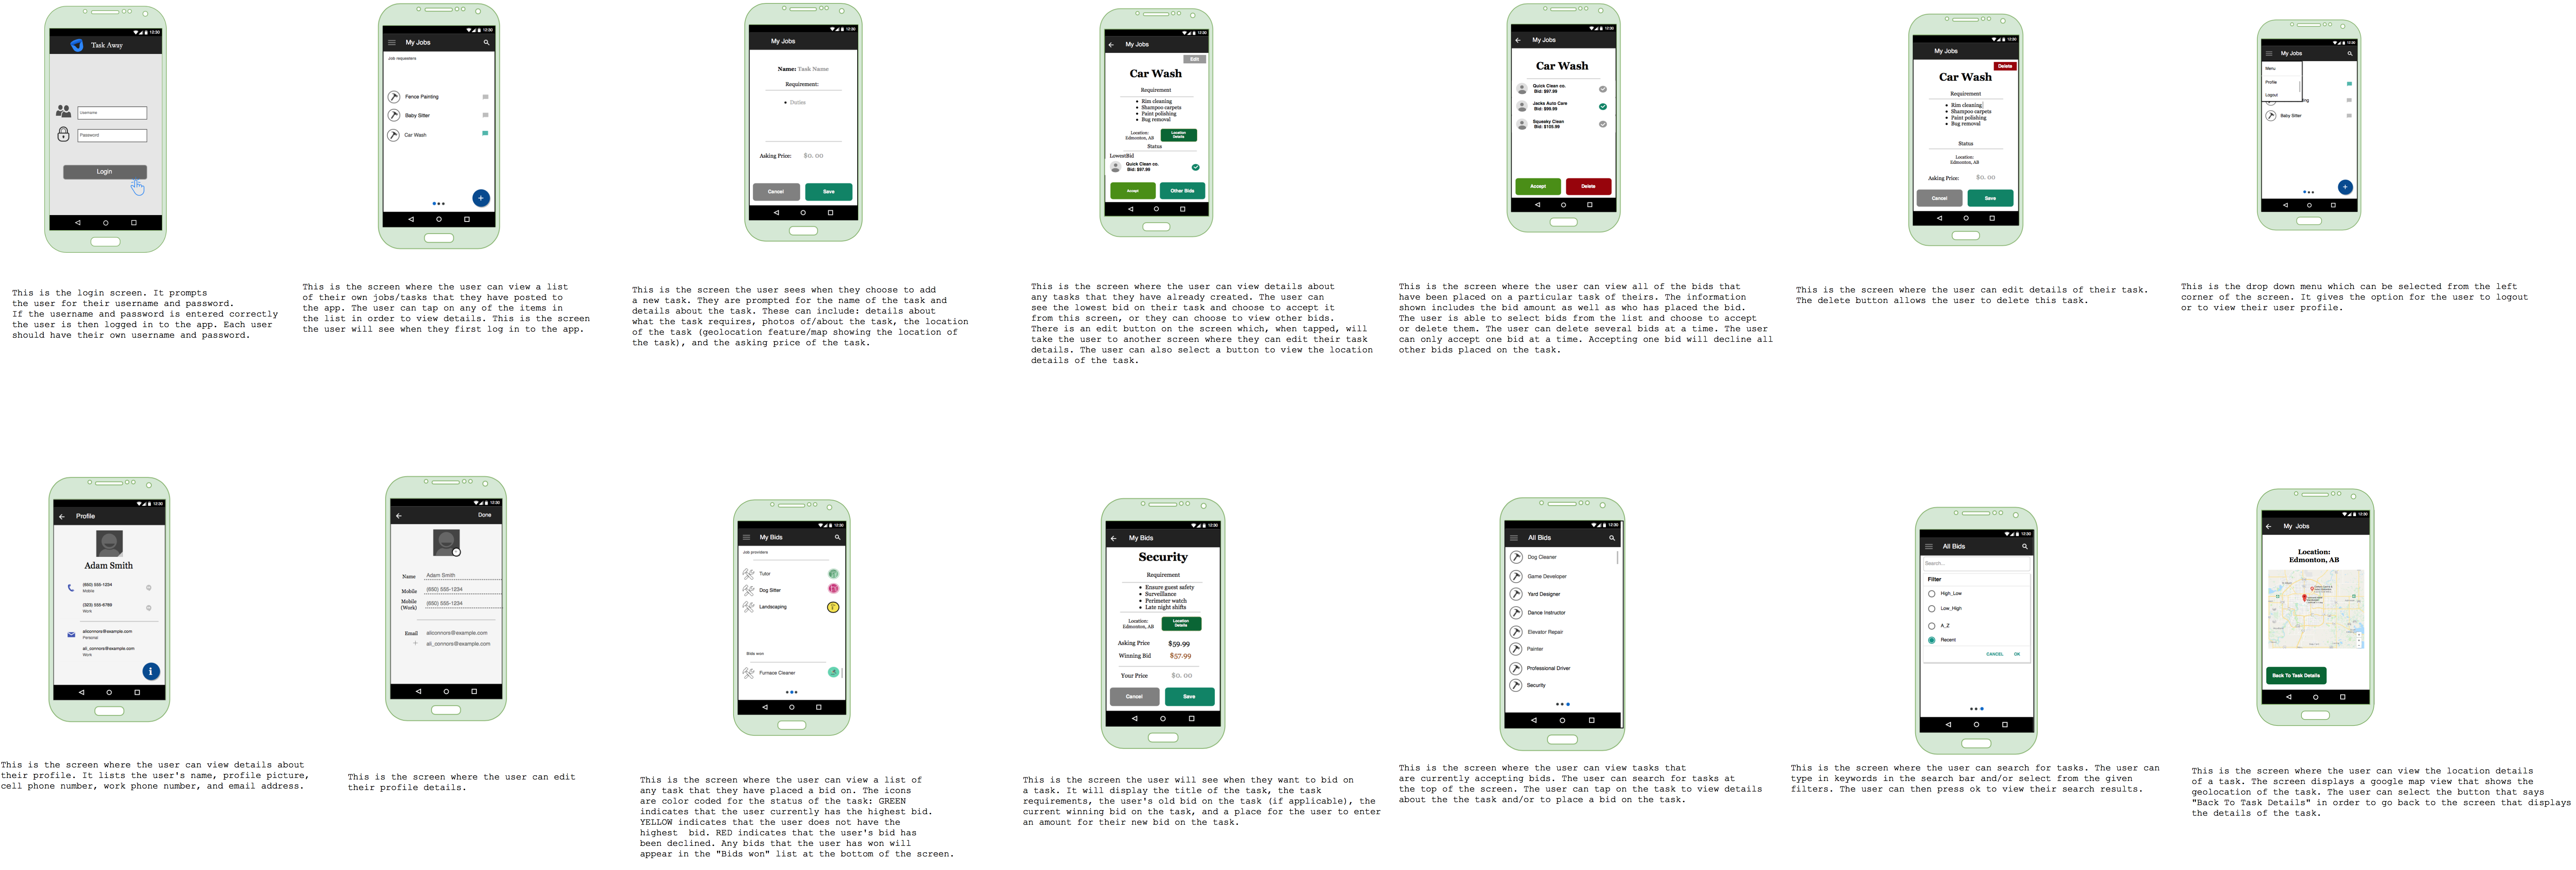 12:30
Task Away
Username
Password
Login
This is the login screen. It prompts
the user for their username and password.
If the username and password is entered correctly
the user is then logged in to the app. Each user
should have their own username and password.
12:30
My Jobs
Job requesters
Fence Painting
Baby Sitter
Car Wash
+
This is the screen where the user can view a list
of their own jobs/tasks that they have posted to
the app. The user can tap on any of the items in
the list in order to view details. This is the screen
the user will see when they first log in to the app.
12:30
My Jobs
Name: Task Name
Requirement:
• Duties
Asking Price: $0. 00
Cancel Save
This is the screen the user sees when they choose to add
a new task. They are prompted for the name of the task and
details about the task. These can include: details about
what the task requires, photos of/about the task, the location
of the task (geolocation feature/map showing the location of
the task), and the asking price of the task.
12:30
My Jobs
Edit
Car Wash
Requirement
• Rim cleaning
• Shampoo carpets
• Paint polishing
• Bug removal
Location:
Edmonton, AB
Location
Details
Status
LowestBid
Quick Clean co.
Bid: $97.99
Accept Other Bids
This is the screen where the user can view details about
any tasks that they have already created. The user can
see the lowest bid on their task and choose to accept it
from this screen, or they can choose to view other bids.
There is an edit button on the screen which, when tapped, will
take the user to another screen where they can edit their task
details. The user can also select a button to view the location
details of the task.
12:30
My Jobs
Car Wash
Quick Clean co.
Bid: $97.99
Jacks Auto Care
Bid: $99.99
Squeaky Clean
Bid: $105.99
Accept Delete
This is the screen where the user can view all of the bids that
have been placed on a particular task of theirs. The information
shown includes the bid amount as well as who has placed the bid.
The user is able to select bids from the list and choose to accept
or delete them. The user can delete several bids at a time. The user
can only accept one bid at a time. Accepting one bid will decline all
other bids placed on the task.
12:30
My Jobs
Delete
Car Wash
Requirement
• Rim cleaning
• Shampoo carpets
• Paint polishing
• Bug removal
Status
Location:
Edmonton, AB
Asking Price: $0. 00
Cancel Save
This is the screen where the user can edit details of their task.
The delete button allows the user to delete this task.
12:30
My Jobs
Menu
Profile
Logout
ng
Baby Sitter
+
This is the drop down menu which can be selected from the left
corner of the screen. It gives the option for the user to logout
or to view their user profile.
12:30
Profile
Adam Smith
(650) 555-1234
Mobile
(323) 555-6789
Work
aliconnors@example.com
Personal
ali_connors@example.com
Work
i
This is the screen where the user can view details about
their profile. It lists the user's name, profile picture,
cell phone number, work phone number, and email address.
12:30
Done
Name Adam Smith
Mobile (650) 555-1234
Mobile
(Work) (650) 555-1234
Email aliconnors@example.com
+ ali_connors@example.com
This is the screen where the user can edit
their profile details.
12:30
My Bids
Job providers
Tutor
Dog Sitter
Landscaping
Bids won
Furnace Cleaner
This is the screen where the user can view a list of
any task that they have placed a bid on. The icons
are color coded for the status of the task: GREEN
indicates that the user currently has the highest bid.
YELLOW indicates that the user does not have the
highest bid. RED indicates that the user's bid has
been declined. Any bids that the user has won will
appear in the "Bids won" list at the bottom of the screen.
12:30
My Bids
Security
Requirement
• Ensure guest safety
• Surveillance
• Perimeter watch
• Late night shifts
Location:
Edmonton, AB
Location
Details
Asking Price $59.99
Winning Bid $57.99
Your Price $0. 00
Cancel Save
This is the screen the user will see when they want to bid on
a task. It will display the title of the task, the task
requirements, the user's old bid on the task (if applicable), the
current winning bid on the task, and a place for the user to enter
an amount for their new bid on the task.
12:30
All Bids
Dog Cleaner
Game Developer
Yard Designer
Dance Instructor
Elevator Repair
Painter
Professional Driver
Security
This is the screen where the user can view tasks that
are currently accepting bids. The user can search for tasks at
the top of the screen. The user can tap on the task to view details
about the the task and/or to place a bid on the task.
12:30
All Bids
Search...
Filter
High_Low
Low_High
A_Z
Recent
CANCEL OK
This is the screen where the user can search for tasks. The user can
type in keywords in the search bar and/or select from the given
filters. The user can then press ok to view their search results.
12:30
My Jobs
Location:
Edmonton, AB
Back To Task Details
This is the screen where the user can view the location details
of a task. The screen displays a google map view that shows the
geolocation of the task. The user can select the button that says
"Back To Task Details" in order to go back to the screen that displays
the details of the task.